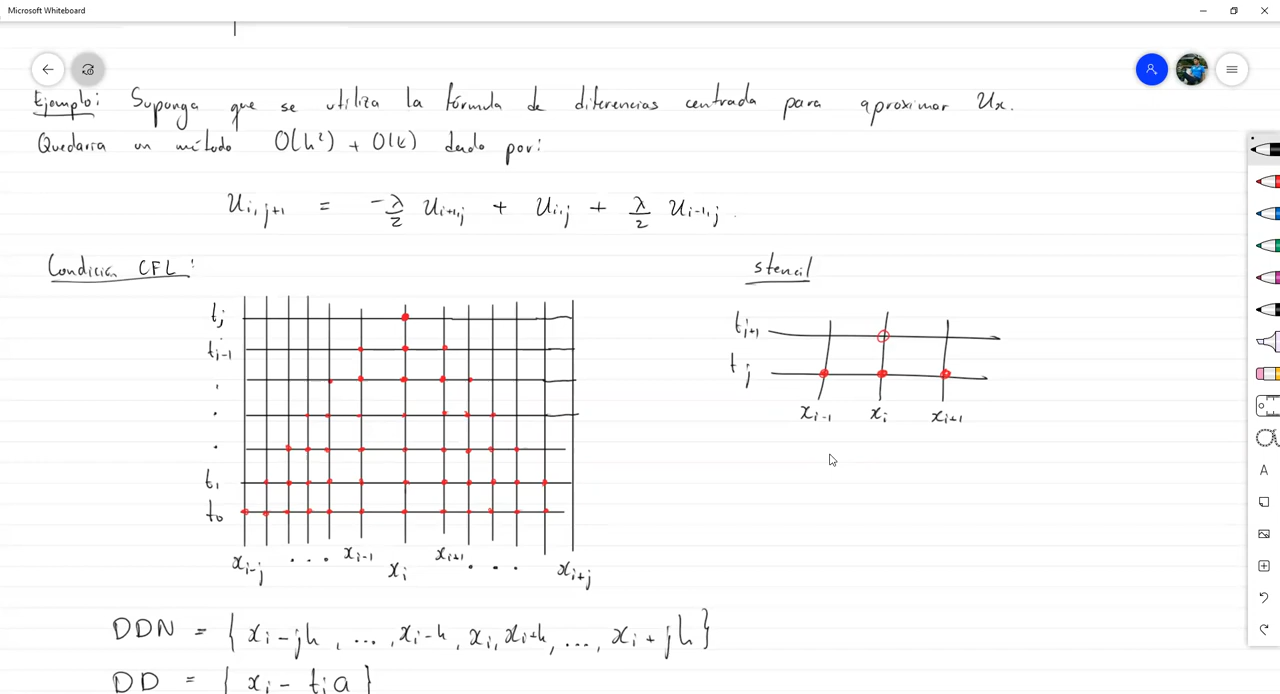 Microsoft Whiteboard
Ejemplo: Suponga que se utiliza la fórmula de diferencias centrada para aproximar Ux.
Quedaría un método O(h²) + O(k) dado por:
Ui,j+1 = -λ/2 Ui+1,j + Ui,j + λ/2 Ui-1,j.
Condición CFL:
stencil
tj
tj-1
.
.
.
t1
t0
xi-j ... xi-1 xi xi+1 ... xi+j
tj+1
tj
xi-1 xi xi+1
DDN = { xi-jh, ..., xi-h, xi, xi+h, ..., xi+jh }
DD = { xi - tja }
A